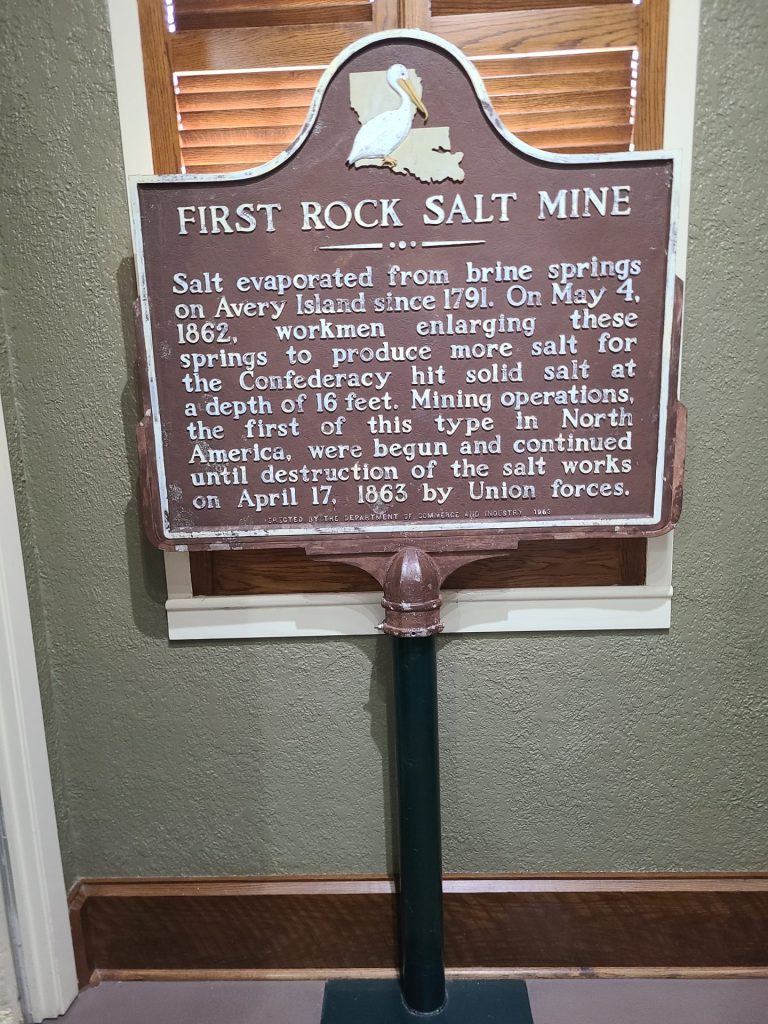 FIRST ROCK SALT MINE
Salt evaporated from brine springs
on Avery Island since 1791. On May 4,
1862, workmen enlarging these
springs to produce more salt for
the Confederacy hit solid salt at
a depth of 16 feet. Mining operations,
the first of this type in North
America, were begun and continued
until destruction of the salt works
on April 17, 1863 by Union forces.
ERECTED BY THE DEPARTMENT OF COMMERCE AND INDUSTRY